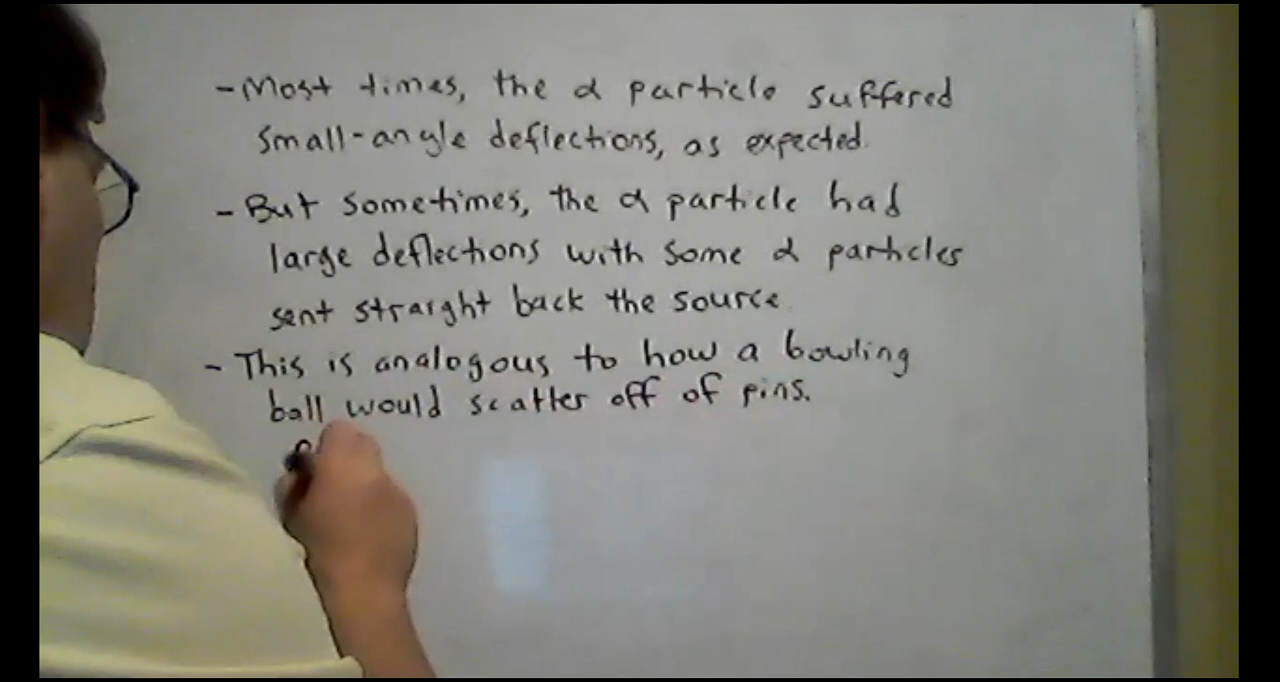 - Most times, the α particle suffered
small-angle deflections, as expected.
- But sometimes, the α particle had
large deflections with some α particles
sent straight back the source.
- This is analogous to how a bowling
ball would scatter off of pins.